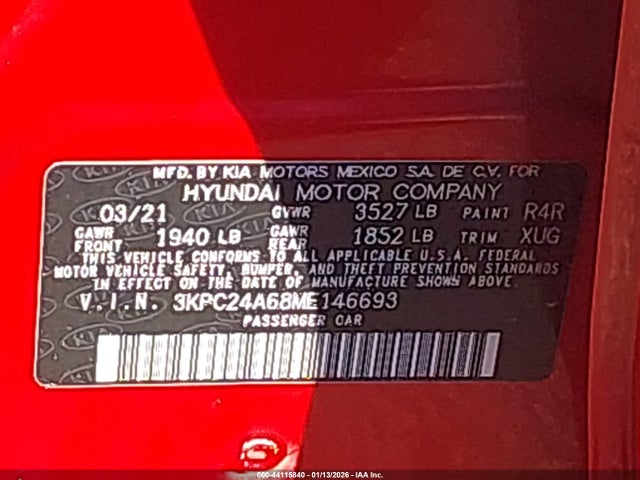 MFD. BY KIA MOTORS MEXICO S.A. DE C.V. FOR
HYUNDAI MOTOR COMPANY
03/21 GVWR 3527 LB PAINT R4R
GAWR FRONT 1940 LB GAWR REAR 1852 LB TRIM XUG
THIS VEHICLE CONFORMS TO ALL APPLICABLE U.S.A. FEDERAL
MOTOR VEHICLE SAFETY, BUMPER, AND THEFT PREVENTION STANDARDS
IN EFFECT ON THE DATE OF MANUFACTURE SHOWN ABOVE
V.I.N. 3KPC24A68ME146693
PASSENGER CAR
000-44115840 - 01/13/2026 - IAA Inc.